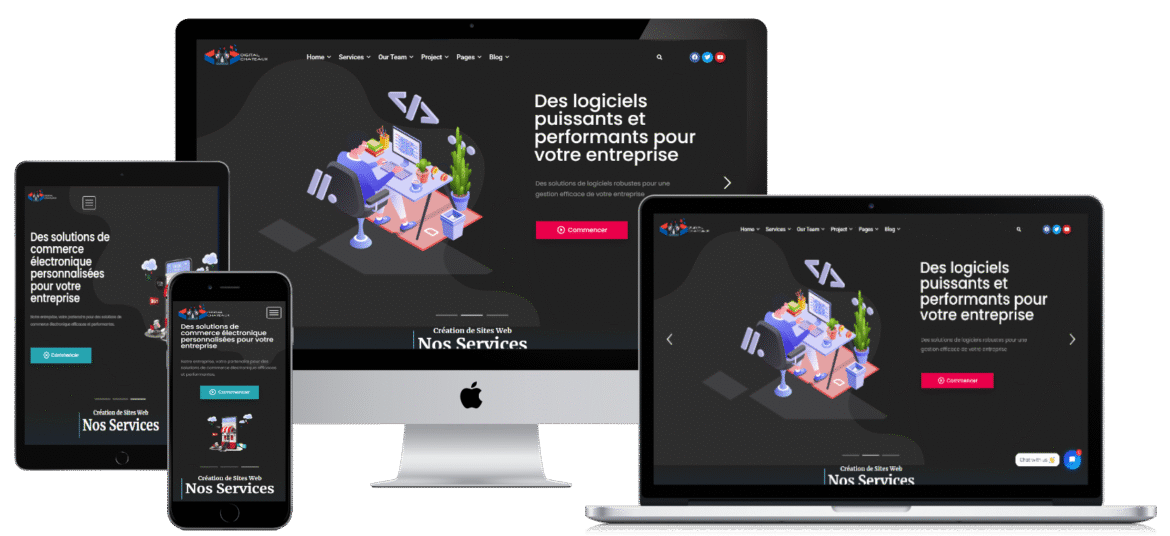 DIGITAL
CHATEAUX
Home Services Our Team Project Pages Blog
Des logiciels
puissants et
performants pour
votre entreprise
Des solutions de logiciels robustes pour une
gestion efficace de votre entreprise
Commencer
Création de Sites Web
Nos Services
Des solutions de
commerce
électronique
personnalisées
pour votre
entreprise
Notre entreprise, votre partenaire pour des solutions de
commerce électronique efficaces et performantes.
Commencer
Création de Sites Web
Nos Services
Des solutions de
commerce électronique
personnalisées pour votre
entreprise
Notre entreprise, votre partenaire pour des
solutions de commerce électronique efficaces
et performantes.
Commencer
Création de Sites Web
Nos Services
Home Services Our Team Project Pages Blog
Des logiciels
puissants et
performants pour
votre entreprise
Des solutions de logiciels robustes pour une
gestion efficace de votre entreprise
Commencer
Chat with us
Création de Sites Web
Nos Services